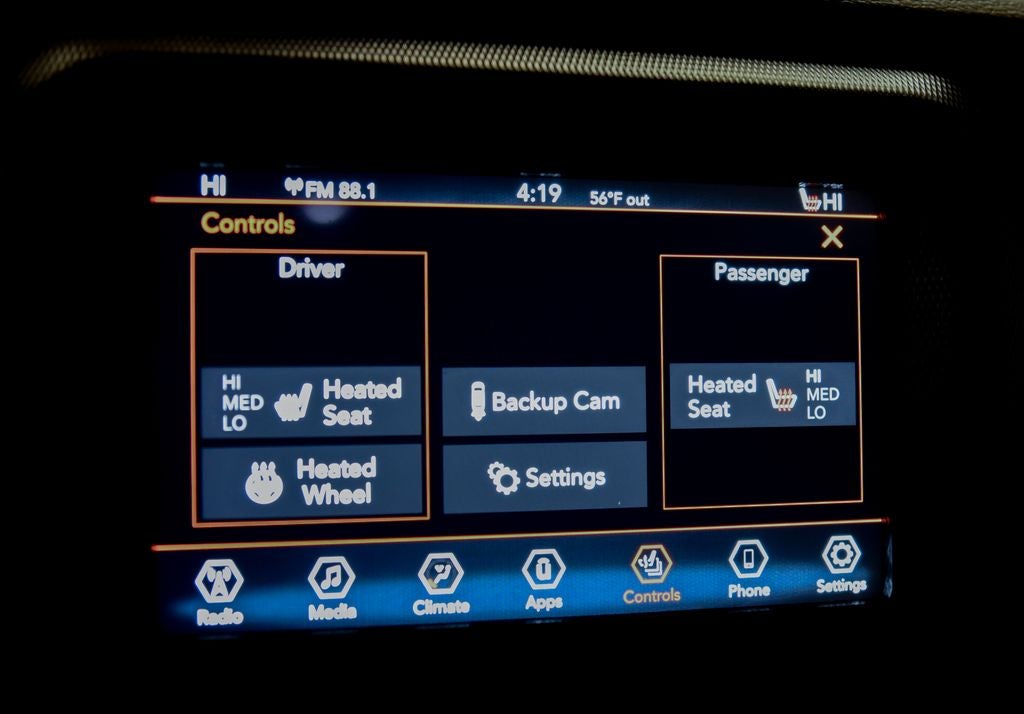 HI FM 88.1 4:19 56°F out HI
Controls
Driver
Passenger
HI
MED
LO
Heated
Seat
Backup Cam
Heated
Seat
HI
MED
LO
Heated
Wheel
Settings
Radio Media Climate Apps Controls Phone Settings